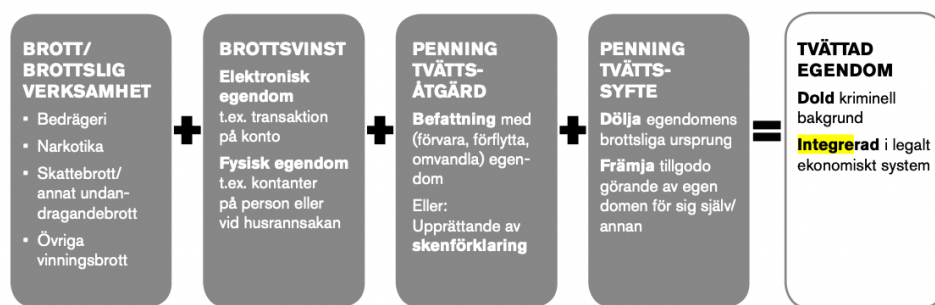 BROTT/
BROTTSLIG
VERKSAMHET
▪ Bedrägeri
▪ Narkotika
▪ Skattebrott/
annat undan-
dragandebrott
▪ Övriga
vinningsbrott
+
BROTTSVINST
Elektronisk
egendom
t.ex. transaktion
på konto
Fysisk egendom
t.ex. kontanter
på person eller
vid husrannsakan
+
PENNING
TVÄTTS-
ÅTGÄRD
Befattning med
(förvara, förflytta,
omvandla) egen-
dom
Eller:
Upprättande av
skenförklaring
+
PENNING
TVÄTTS-
SYFTE
Dölja egendomens
brottsliga ursprung
Främja tillgodo
görande av egen
domen för sig själv/
annan
=
TVÄTTAD
EGENDOM
Dold kriminell
bakgrund
Integrerad i legalt
ekonomiskt system